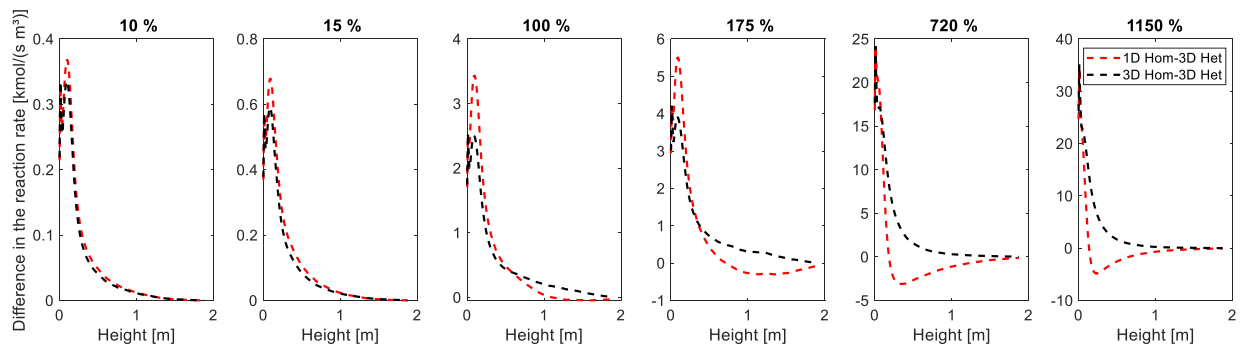 10 %
15 %
100 %
175 %
720 %
1150 %
Difference in the reaction rate [kmol/(s m³)]
0.4
0.3
0.2
0.1
0
0.8
0.6
0.4
0.2
0
4
3
2
1
0
6
5
4
3
2
1
0
-1
25
20
15
10
5
0
-5
40
30
20
10
0
-10
1D Hom-3D Het
3D Hom-3D Het
0 1 2
0 1 2
0 1 2
0 1 2
0 1 2
0 1 2
Height [m]
Height [m]
Height [m]
Height [m]
Height [m]
Height [m]